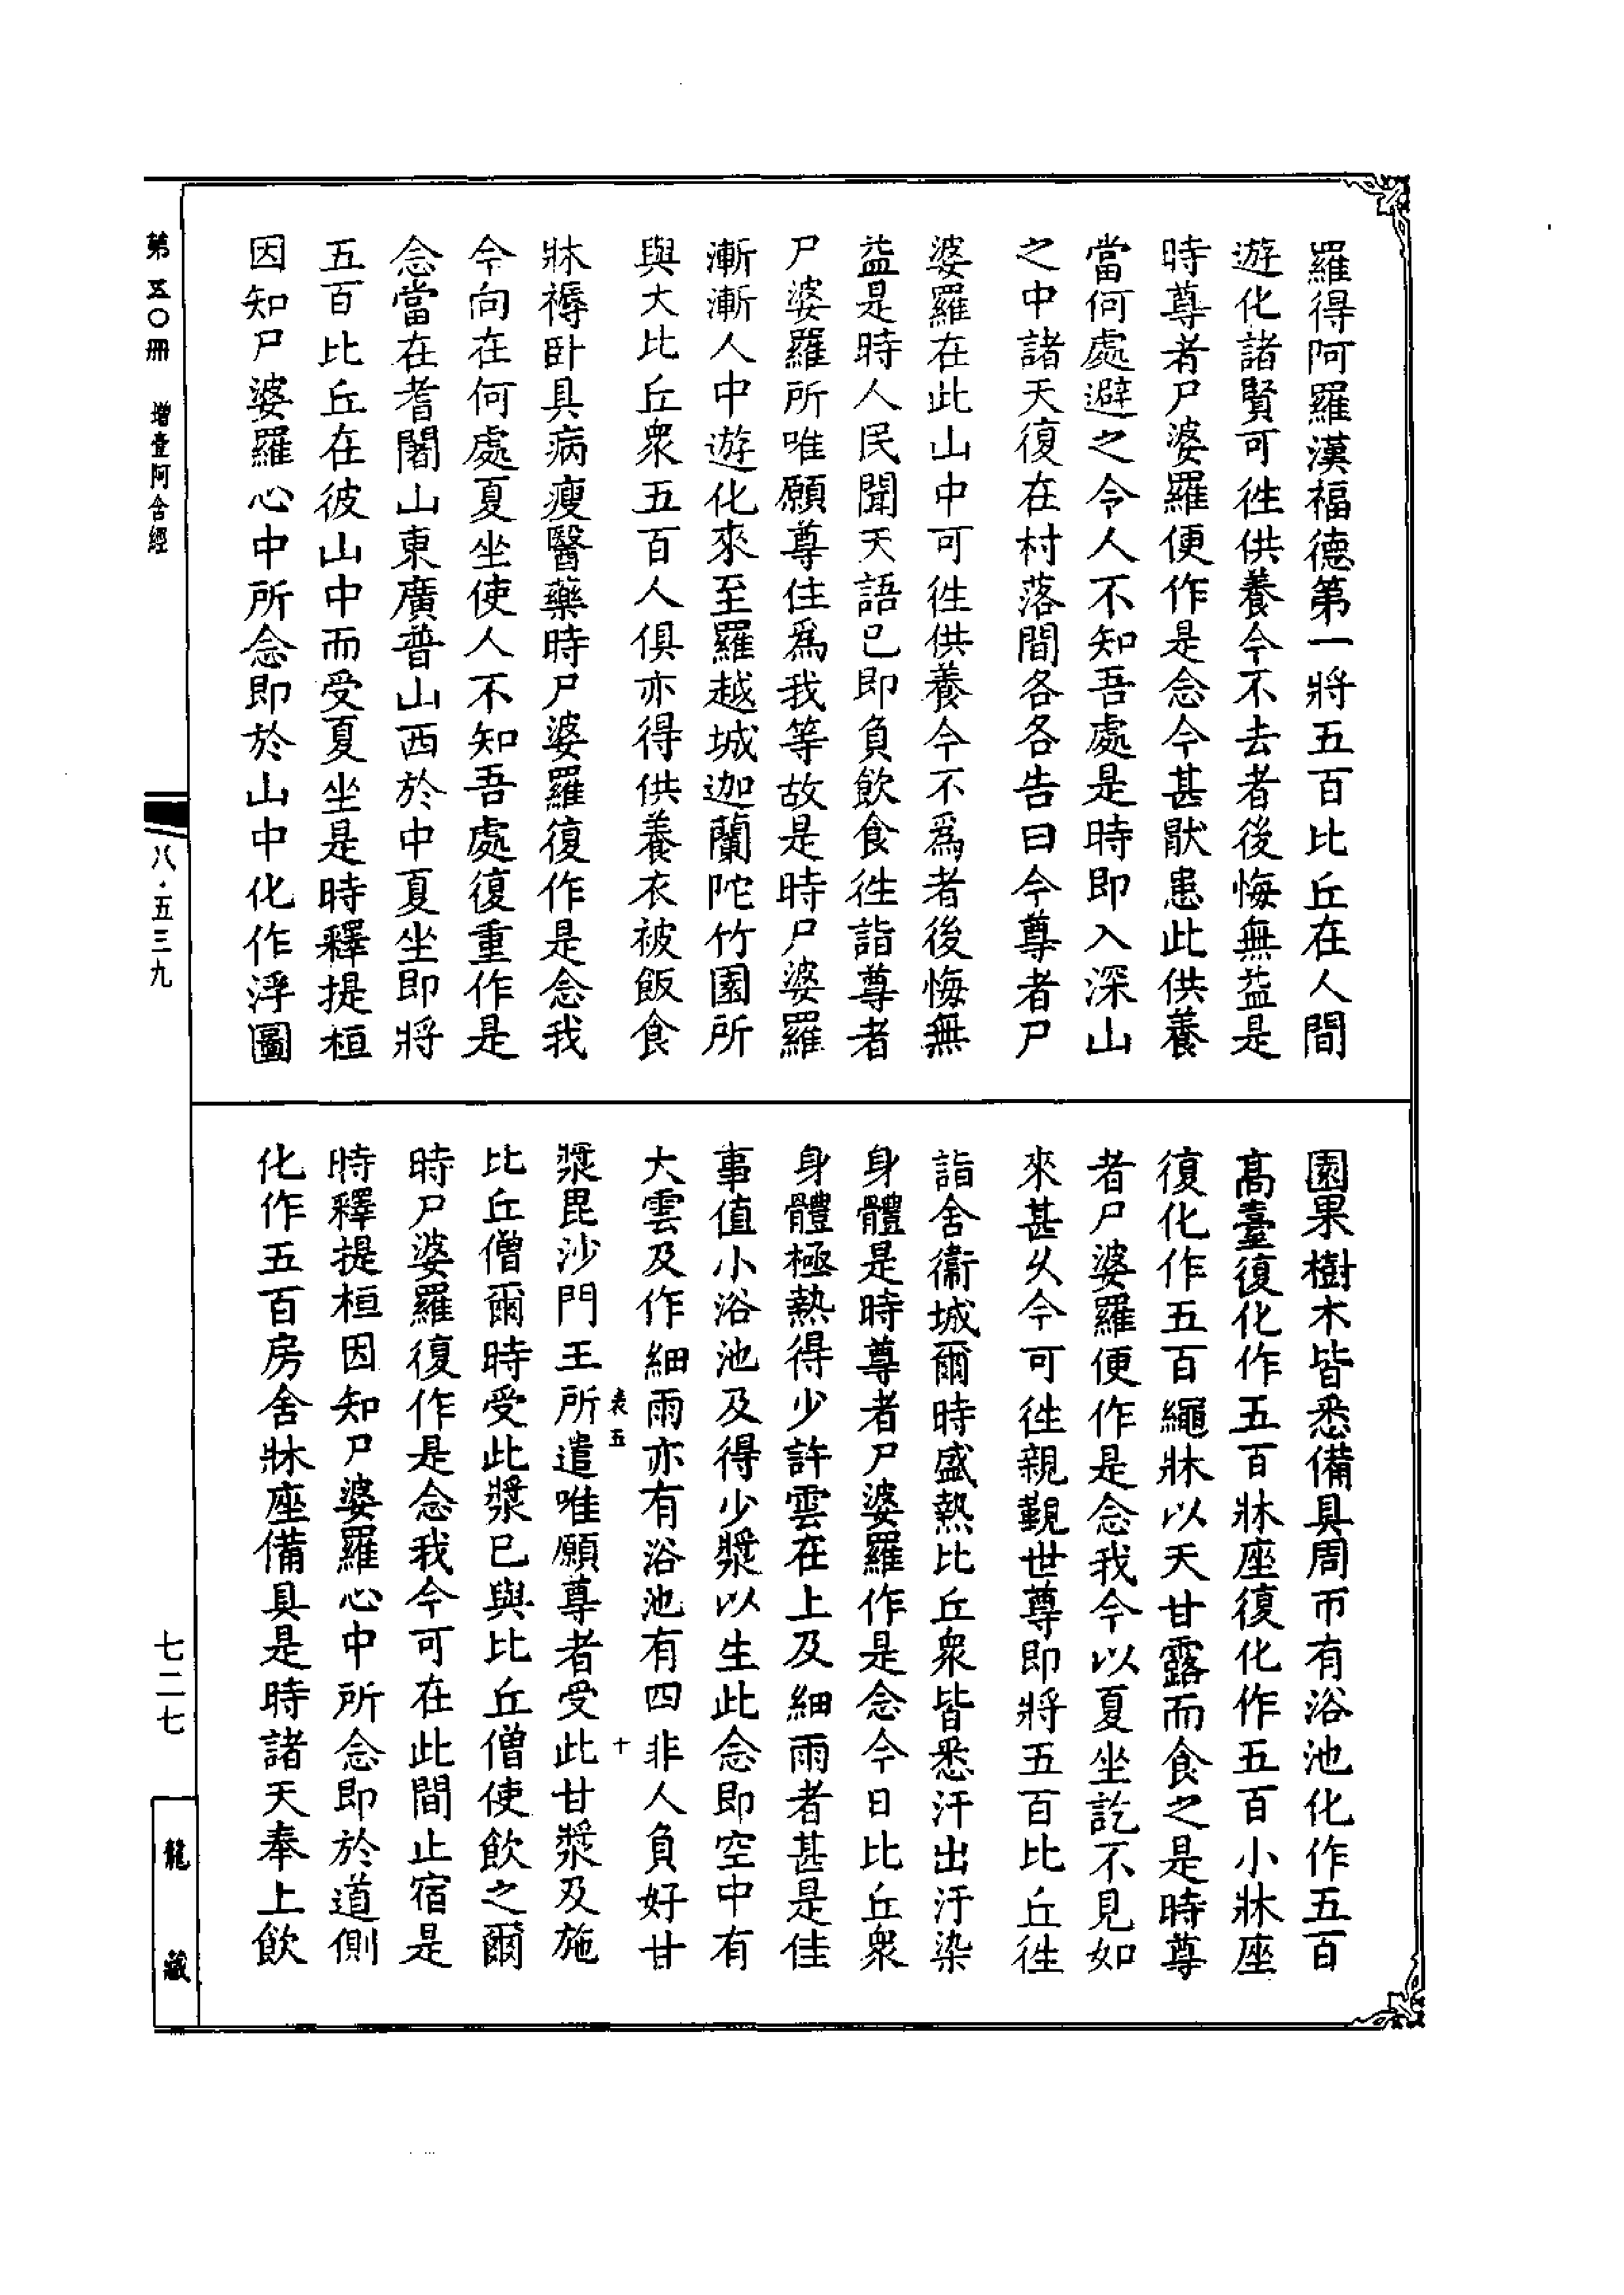 羅得阿羅漢福德第一將五百比丘在人間
遊化諸賢可徃供養今不去者後悔無益是
時尊者尸婆羅便作是念今甚猒患此供養
當何處避之令人不知吾處是時即入深山
之中諸天復在村落間各各告曰今尊者尸
婆羅在此山中可徃供養今不爲者後悔無
益是時人民聞天語已即負飲食徃詣尊者
尸婆羅所唯願尊住爲我等故是時尸婆羅
漸漸人中遊化來至羅越城迦蘭陀竹園所
與大比丘衆五百人俱亦得供養衣被飯食
牀褥卧具病瘦醫藥時尸婆羅復作是念我
今向在何處夏坐使人不知吾處復重作是
念當在耆闍山東廣普山西於中夏坐即將
五百比丘在彼山中而受夏坐是時釋提桓
因知尸婆羅心中所念即於山中化作浮圖
園果樹木皆悉備具周帀有浴池化作五百
高臺復化作五百牀座復化作五百小牀座
復化作五百繩牀以天甘露而食之是時尊
者尸婆羅便作是念我今以夏坐訖不見如
來甚久今可徃親覲世尊即將五百比丘徃
詣舍衞城爾時盛熱比丘衆皆悉汗出汙染
身體是時尊者尸婆羅作是念今日比丘衆
身體極熱得少許雲在上及細雨者甚是佳
事值小浴池及得少漿以生此念即空中有
大雲及作細雨亦有浴池有四非人負好甘
漿毘沙門王所遣唯願尊者受此甘漿及施
比丘僧爾時受此漿已與比丘僧使飲之爾
時尸婆羅復作是念我今可在此間止宿是
時釋提桓因知尸婆羅心中所念即於道側
化作五百房舍牀座備具是時諸天奉上飲
表五
十
第五〇冊 增壹阿含經
八·五三九
七二七
龍藏